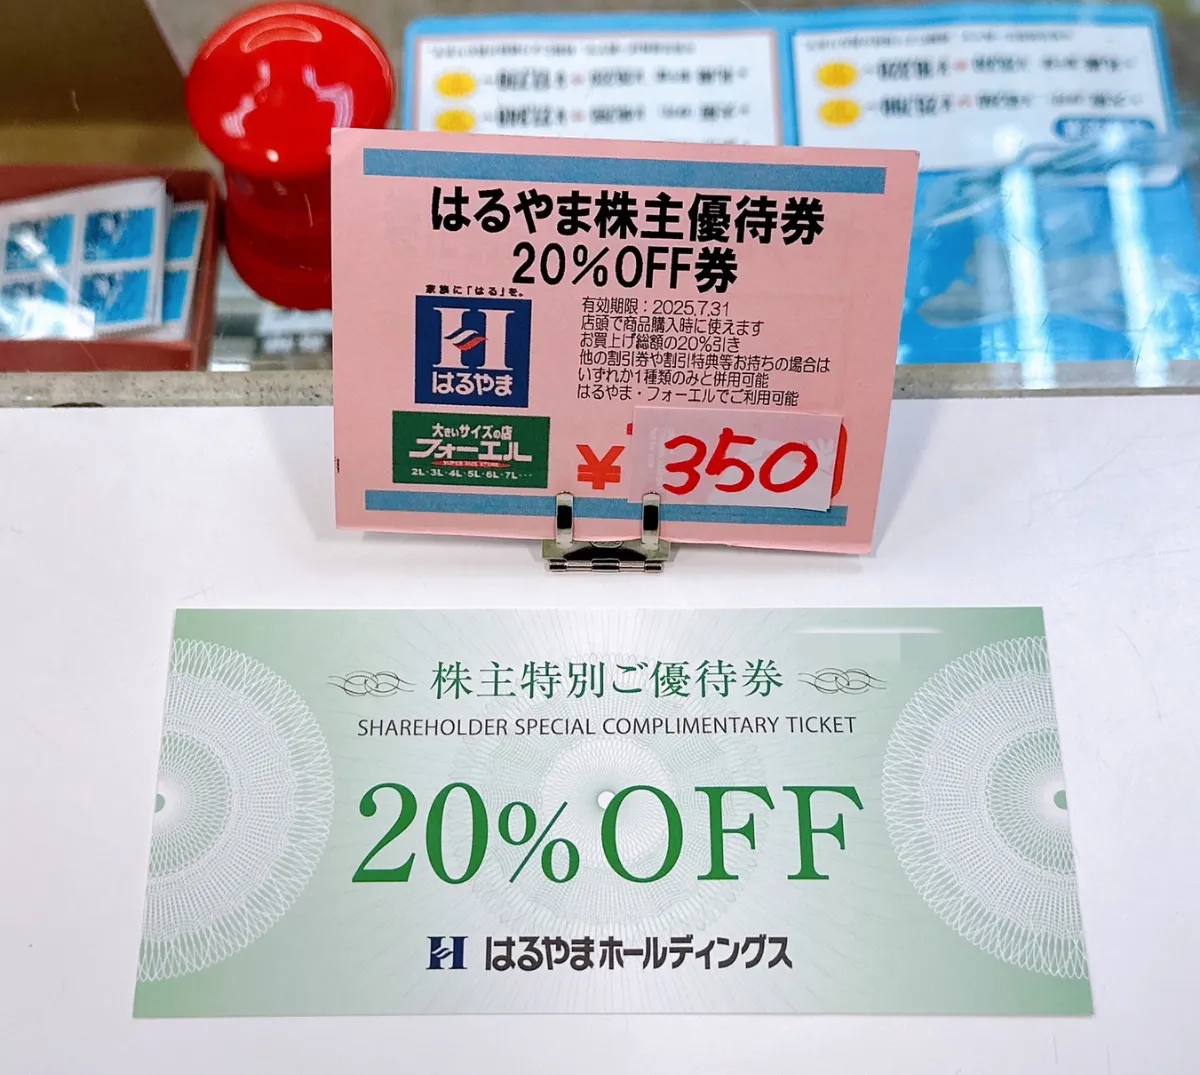 はるやま株主優待券
20%OFF券
家族に「はる」を。
はるやま
有効期限：2025.7.31
店頭で商品購入時に使えます
お買上げ総額の20%引き
他の割引券や割引特典等お持ちの場合は
いずれか1種類のみと併用可能
はるやま・フォーエルでご利用可能
大きいサイズの店
フォーエル
SUPER SIZE STORE
2L・3L・4L・5L・6L・7L・・・
¥350
株主特別ご優待券
SHAREHOLDER SPECIAL COMPLIMENTARY TICKET
20%OFF
はるやまホールディングス